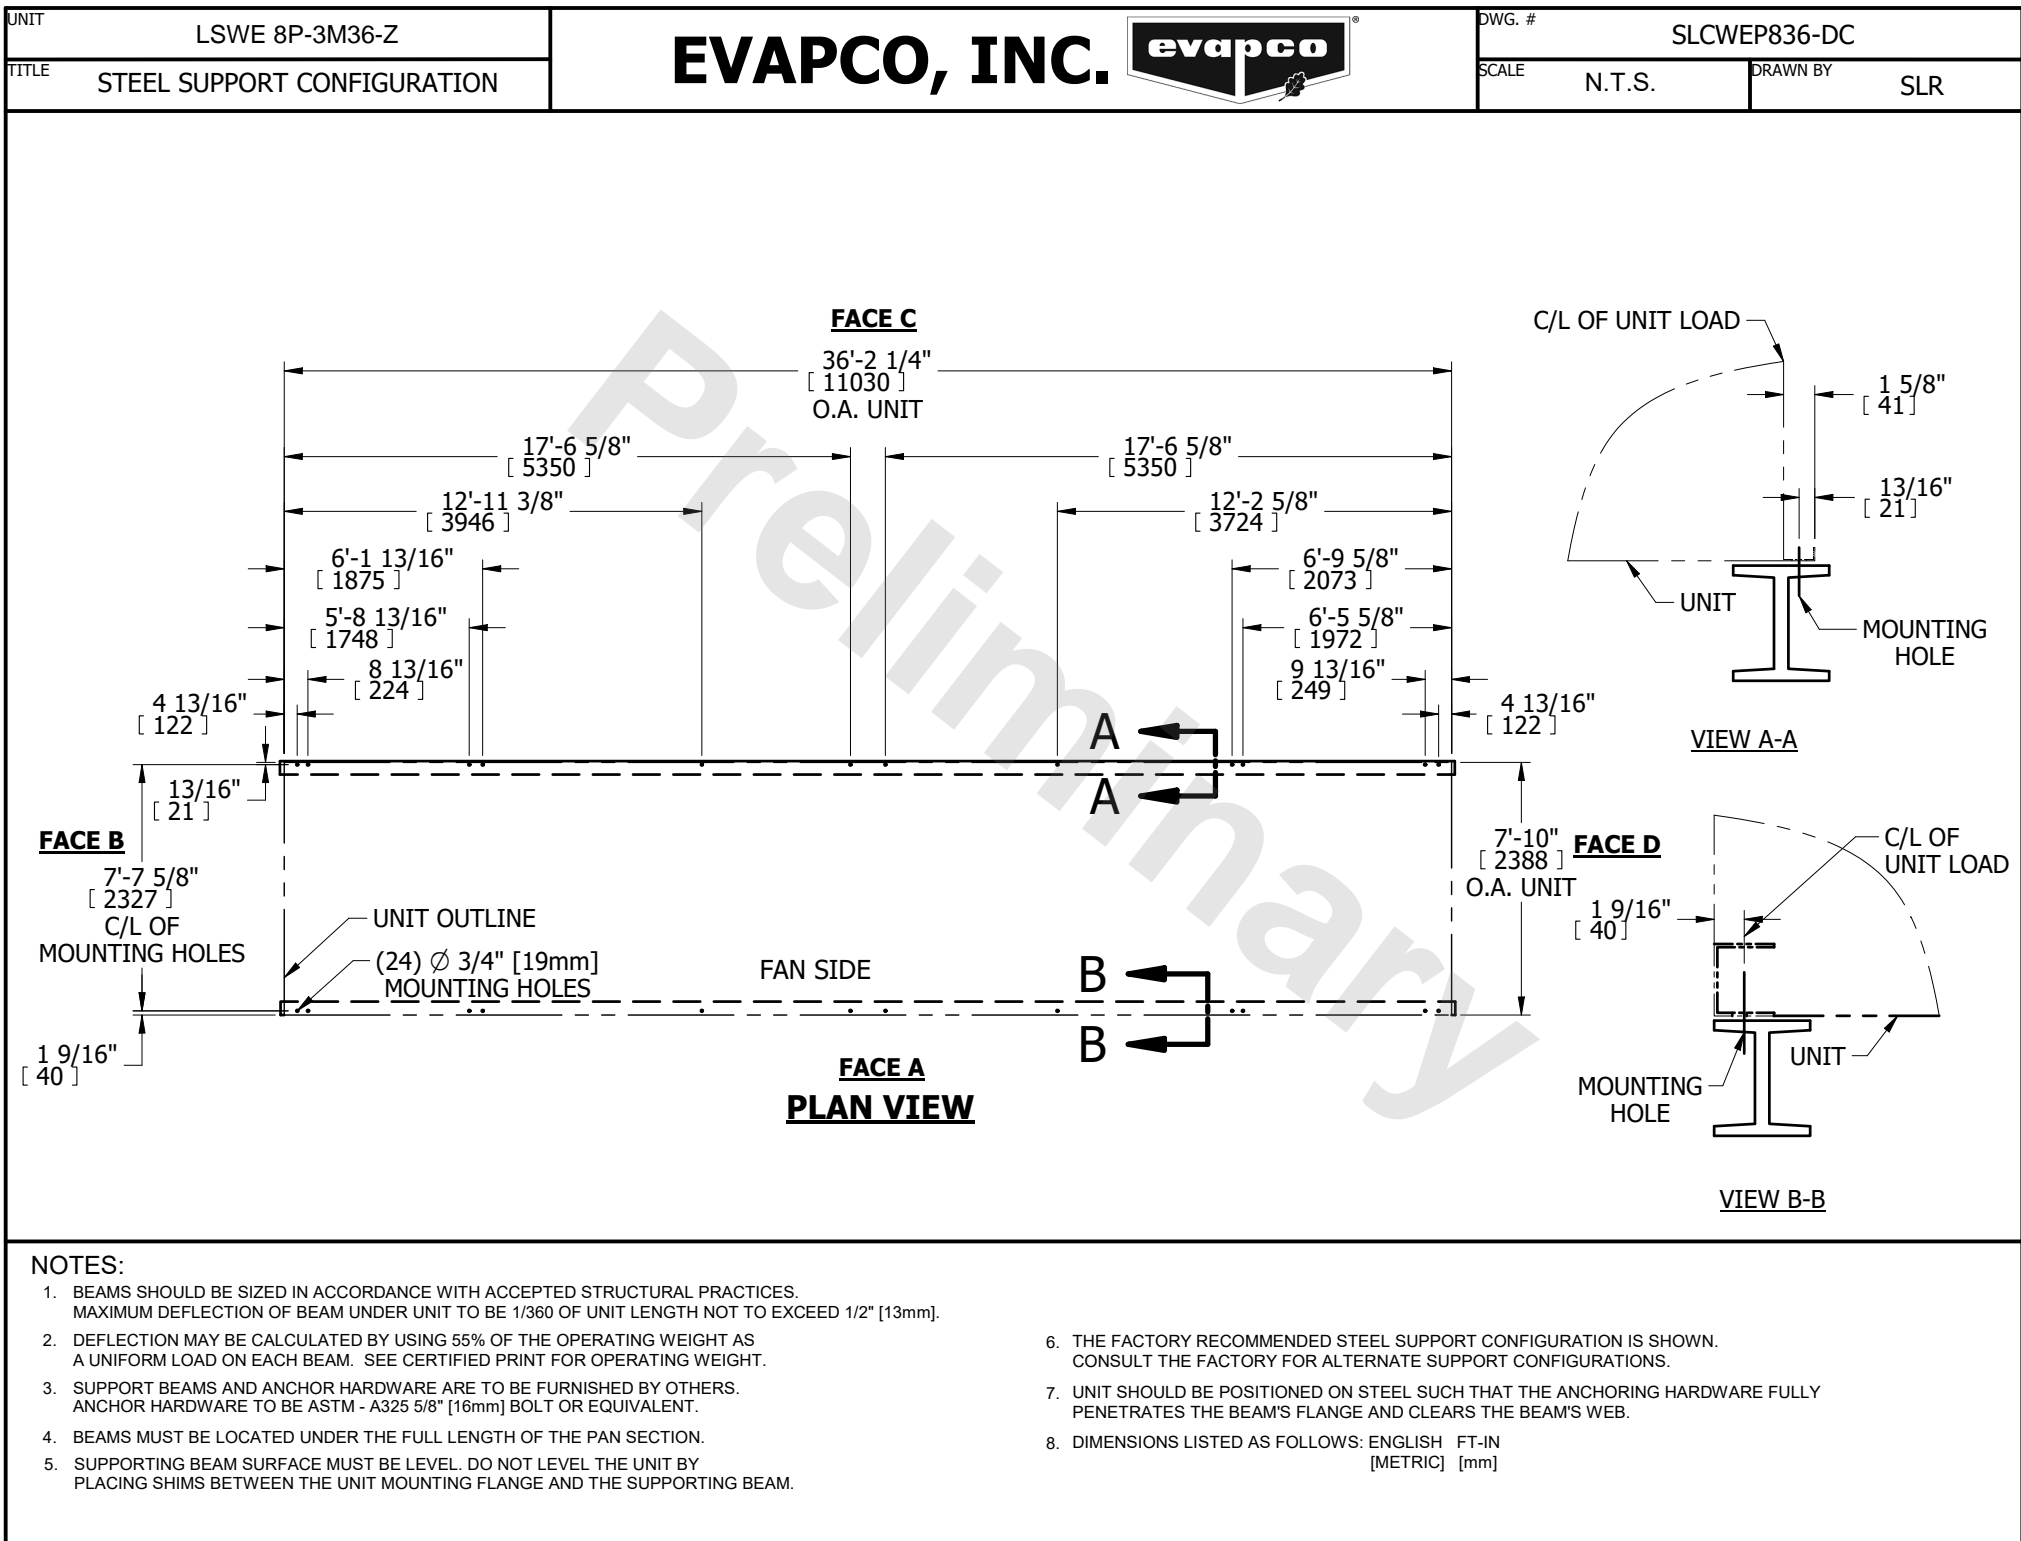 UNIT
LSWE 8P-3M36-Z
TITLE
STEEL SUPPORT CONFIGURATION
EVAPCO, INC.
evapco
®
DWG. #
SLCWEP836-DC
SCALE
N.T.S.
DRAWN BY
SLR
Preliminary
FACE C
36'-2 1/4"
[ 11030 ]
O.A. UNIT
17'-6 5/8"
[ 5350 ]
17'-6 5/8"
[ 5350 ]
12'-11 3/8"
[ 3946 ]
12'-2 5/8"
[ 3724 ]
6'-1 13/16"
[ 1875 ]
6'-9 5/8"
[ 2073 ]
5'-8 13/16"
[ 1748 ]
6'-5 5/8"
[ 1972 ]
8 13/16"
[ 224 ]
9 13/16"
[ 249 ]
4 13/16"
[ 122 ]
4 13/16"
[ 122 ]
A
A
13/16"
[ 21 ]
FACE B
7'-7 5/8"
[ 2327 ]
C/L OF
MOUNTING HOLES
7'-10"
[ 2388 ]
O.A. UNIT
FACE D
UNIT OUTLINE
(24) Ø 3/4" [19mm]
MOUNTING HOLES
FAN SIDE
B
B
1 9/16"
[ 40 ]
FACE A
PLAN VIEW
C/L OF UNIT LOAD
1 5/8"
[ 41 ]
13/16"
[ 21 ]
UNIT
MOUNTING
HOLE
VIEW A-A
C/L OF
UNIT LOAD
1 9/16"
[ 40 ]
UNIT
MOUNTING
HOLE
VIEW B-B
NOTES:
1. BEAMS SHOULD BE SIZED IN ACCORDANCE WITH ACCEPTED STRUCTURAL PRACTICES.
MAXIMUM DEFLECTION OF BEAM UNDER UNIT TO BE 1/360 OF UNIT LENGTH NOT TO EXCEED 1/2" [13mm].
2. DEFLECTION MAY BE CALCULATED BY USING 55% OF THE OPERATING WEIGHT AS
A UNIFORM LOAD ON EACH BEAM. SEE CERTIFIED PRINT FOR OPERATING WEIGHT.
3. SUPPORT BEAMS AND ANCHOR HARDWARE ARE TO BE FURNISHED BY OTHERS.
ANCHOR HARDWARE TO BE ASTM - A325 5/8" [16mm] BOLT OR EQUIVALENT.
4. BEAMS MUST BE LOCATED UNDER THE FULL LENGTH OF THE PAN SECTION.
5. SUPPORTING BEAM SURFACE MUST BE LEVEL. DO NOT LEVEL THE UNIT BY
PLACING SHIMS BETWEEN THE UNIT MOUNTING FLANGE AND THE SUPPORTING BEAM.
6. THE FACTORY RECOMMENDED STEEL SUPPORT CONFIGURATION IS SHOWN.
CONSULT THE FACTORY FOR ALTERNATE SUPPORT CONFIGURATIONS.
7. UNIT SHOULD BE POSITIONED ON STEEL SUCH THAT THE ANCHORING HARDWARE FULLY
PENETRATES THE BEAM'S FLANGE AND CLEARS THE BEAM'S WEB.
8. DIMENSIONS LISTED AS FOLLOWS: ENGLISH FT-IN
[METRIC] [mm]